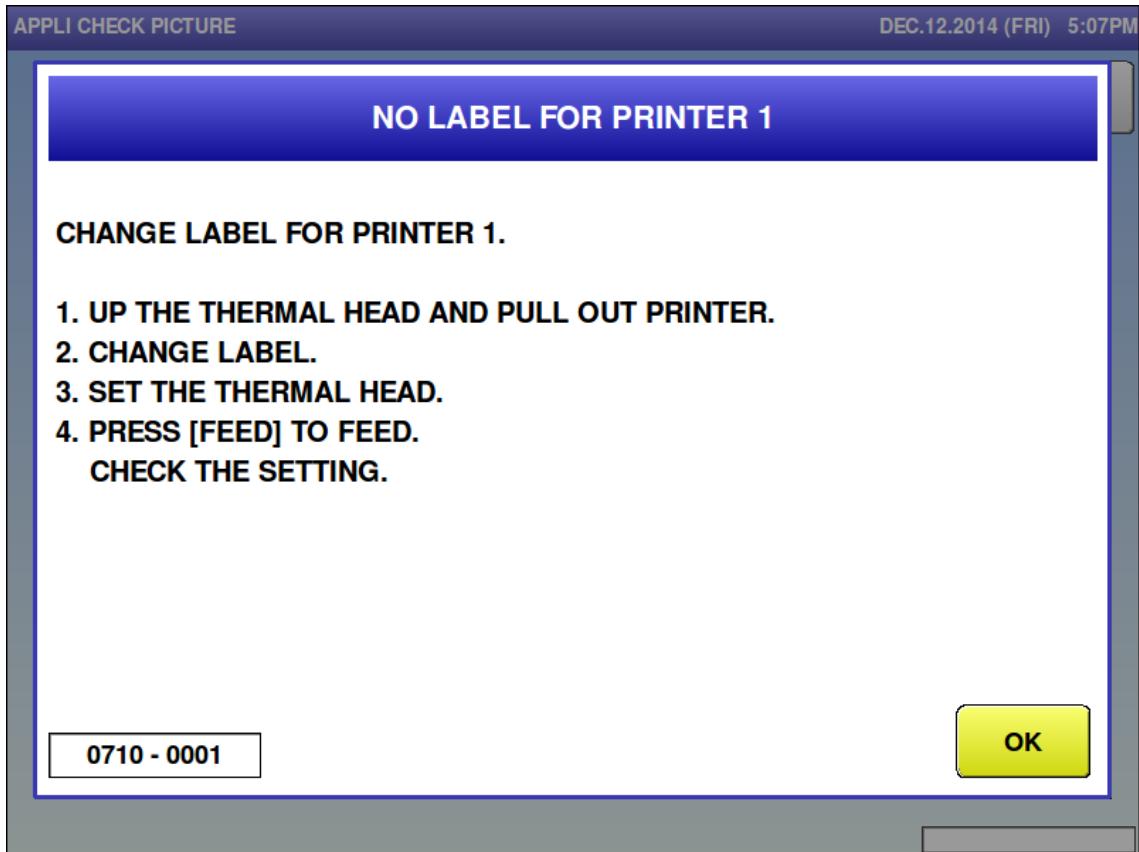 APPLI CHECK PICTURE DEC.12.2014 (FRI) 5:07PM
NO LABEL FOR PRINTER 1
CHANGE LABEL FOR PRINTER 1.
1. UP THE THERMAL HEAD AND PULL OUT PRINTER.
2. CHANGE LABEL.
3. SET THE THERMAL HEAD.
4. PRESS [FEED] TO FEED.
CHECK THE SETTING.
OK
0710 - 0001